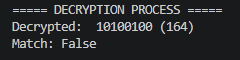 ===== DECRYPTION PROCESS =====
Decrypted:  10100100 (164)
Match: False